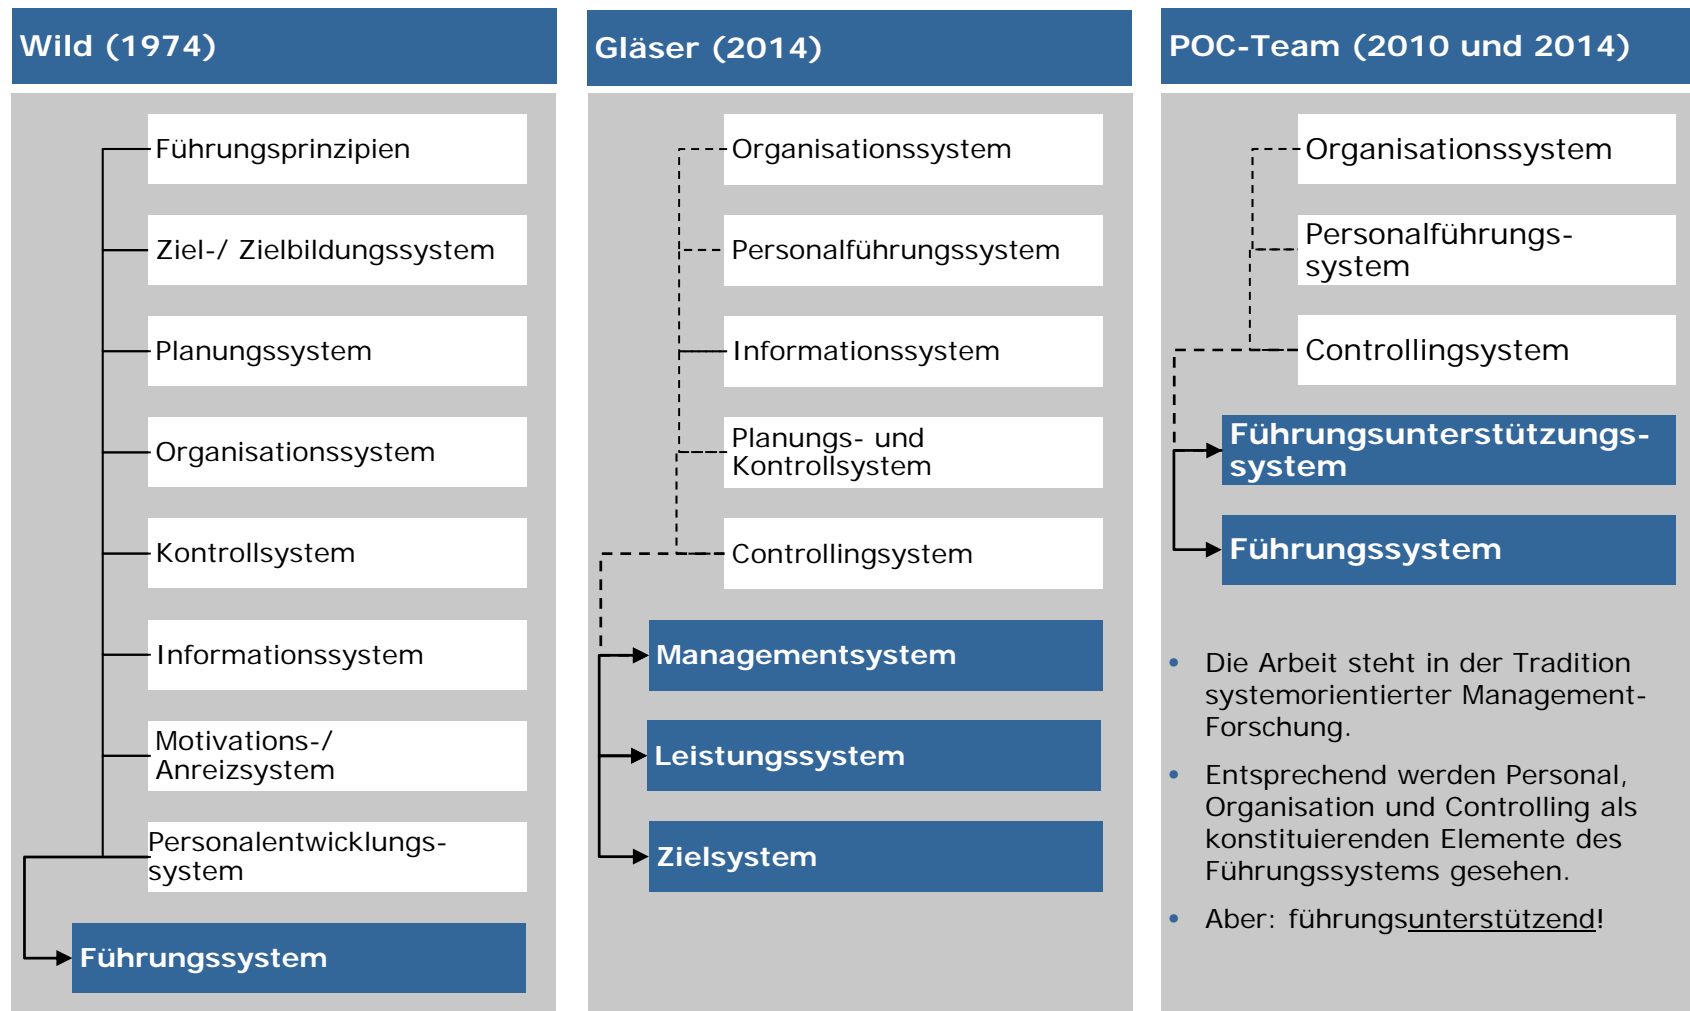 Wild (1974)
Führungsprinzipien
Ziel-/ Zielbildungssystem
Planungssystem
Organisationssystem
Kontrollsystem
Informationssystem
Motivations-/
Anreizsystem
Personalentwicklungs-
system
Führungssystem
Gläser (2014)
Organisationssystem
Personalführungssystem
Informationssystem
Planungs- und
Kontrollsystem
Controllingsystem
Managementsystem
Leistungssystem
Zielsystem
POC-Team (2010 und 2014)
Organisationssystem
Personalführungs-
system
Controllingsystem
Führungsunterstützungs-
system
Führungssystem
• Die Arbeit steht in der Tradition
systemorientierter Management-
Forschung.
• Entsprechend werden Personal,
Organisation und Controlling als
konstituierenden Elemente des
Führungssystems gesehen.
• Aber: führungsunterstützend!